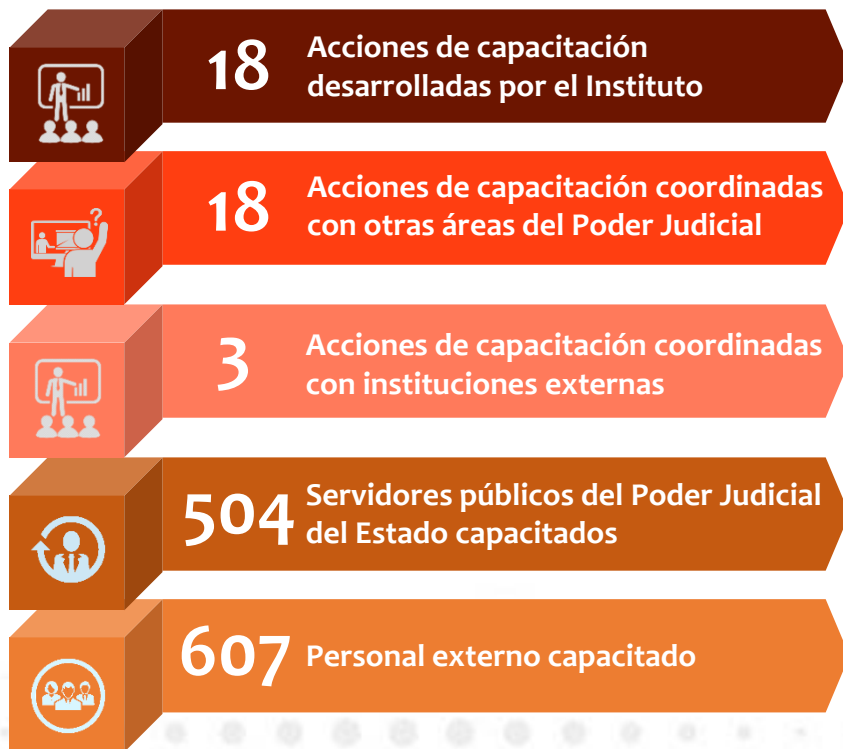 18
Acciones de capacitación
desarrolladas por el Instituto
?
18
Acciones de capacitación coordinadas
con otras áreas del Poder Judicial
3
Acciones de capacitación coordinadas
con instituciones externas
504
Servidores públicos del Poder Judicial
del Estado capacitados
607
Personal externo capacitado